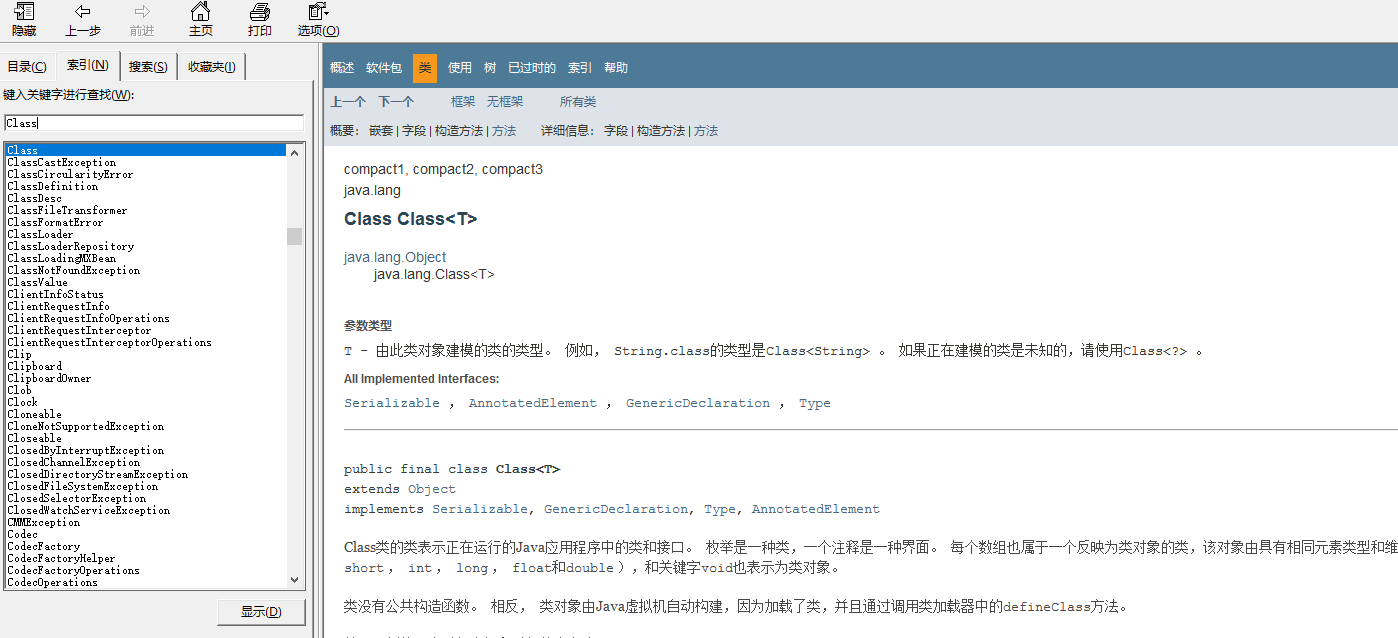 隐藏 上一步 前进 主页 打印 选项(O)
目录(C) 索引(N) 搜索(S) 收藏夹(I)
键入关键字进行查找(W):
Class
Class
ClassCastException
ClassCircularityError
ClassDefinition
ClassDesc
ClassFileTransformer
ClassFormatError
ClassLoader
ClassLoaderRepository
ClassLoadingMXBean
ClassNotFoundException
ClassValue
ClientInfoStatus
ClientRequestInfo
ClientRequestInfoOperations
ClientRequestInterceptor
ClientRequestInterceptorOperations
Clip
Clipboard
ClipboardOwner
Clob
Clock
Cloneable
CloneNotSupportedException
Closeable
ClosedByInterruptException
ClosedChannelException
ClosedDirectoryStreamException
ClosedFileSystemException
ClosedSelectorException
ClosedWatchServiceException
CMMException
Codec
CodecFactory
CodecFactoryHelper
CodecFactoryOperations
CodecOperations
显示(D)
概述 软件包 类 使用 树 已过时的 索引 帮助
上一个 下一个 框架 无框架 所有类
概要： 嵌套 | 字段 | 构造方法 | 方法 详细信息： 字段 | 构造方法 | 方法
compact1, compact2, compact3
java.lang
Class Class<T>
java.lang.Object
java.lang.Class<T>
参数类型
T - 由此类对象建模的类的类型。 例如， String.class的类型是Class<String> 。 如果正在建模的类是未知的，请使用Class<?> 。
All Implemented Interfaces:
Serializable ， AnnotatedElement ， GenericDeclaration ， Type
public final class Class<T>
extends Object
implements Serializable, GenericDeclaration, Type, AnnotatedElement
Class类的类表示正在运行的Java应用程序中的类和接口。 枚举是一种类，一个注释是一种界面。 每个数组也属于一个反映为类对象的类，该对象由具有相同元素类型和维
short ， int ， long ， float和double ），和关键字void也表示为类对象。
类没有公共构造函数。 相反， 类对象由Java虚拟机自动构建，因为加载了类，并且通过调用类加载器中的defineClass方法。